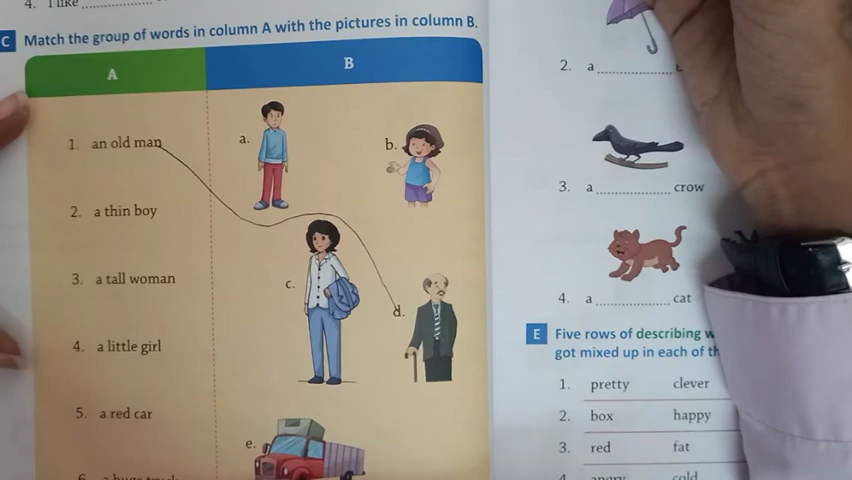 4. I like
C Match the group of words in column A with the pictures in column B.
A
B
1. an old man
2. a thin boy
3. a tall woman
4. a little girl
5. a red car
a.
b.
c.
d.
e.
2. a
3. a crow
4. a cat
E Five rows of describing
got mixed up in each of
1. pretty clever
2. box happy
3. red fat
angry cold